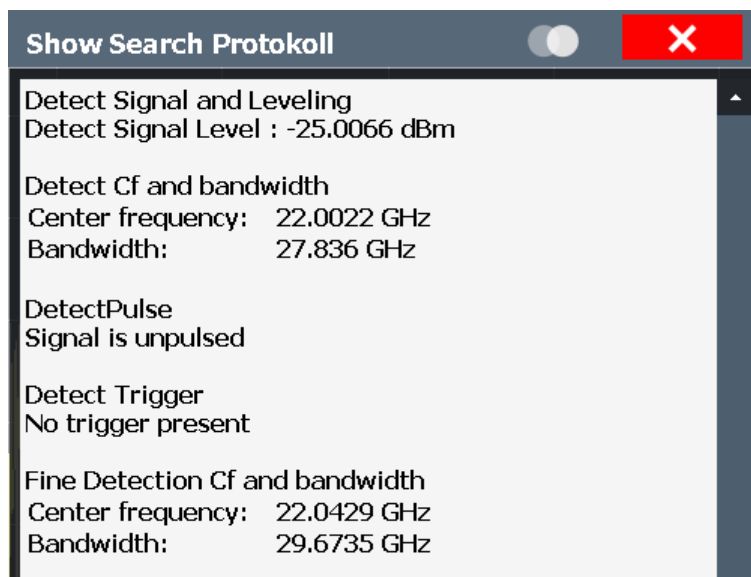 Show Search Protokoll
Detect Signal and Leveling
Detect Signal Level : -25.0066 dBm
Detect Cf and bandwidth
Center frequency: 22.0022 GHz
Bandwidth: 27.836 GHz
DetectPulse
Signal is unpulsed
Detect Trigger
No trigger present
Fine Detection Cf and bandwidth
Center frequency: 22.0429 GHz
Bandwidth: 29.6735 GHz